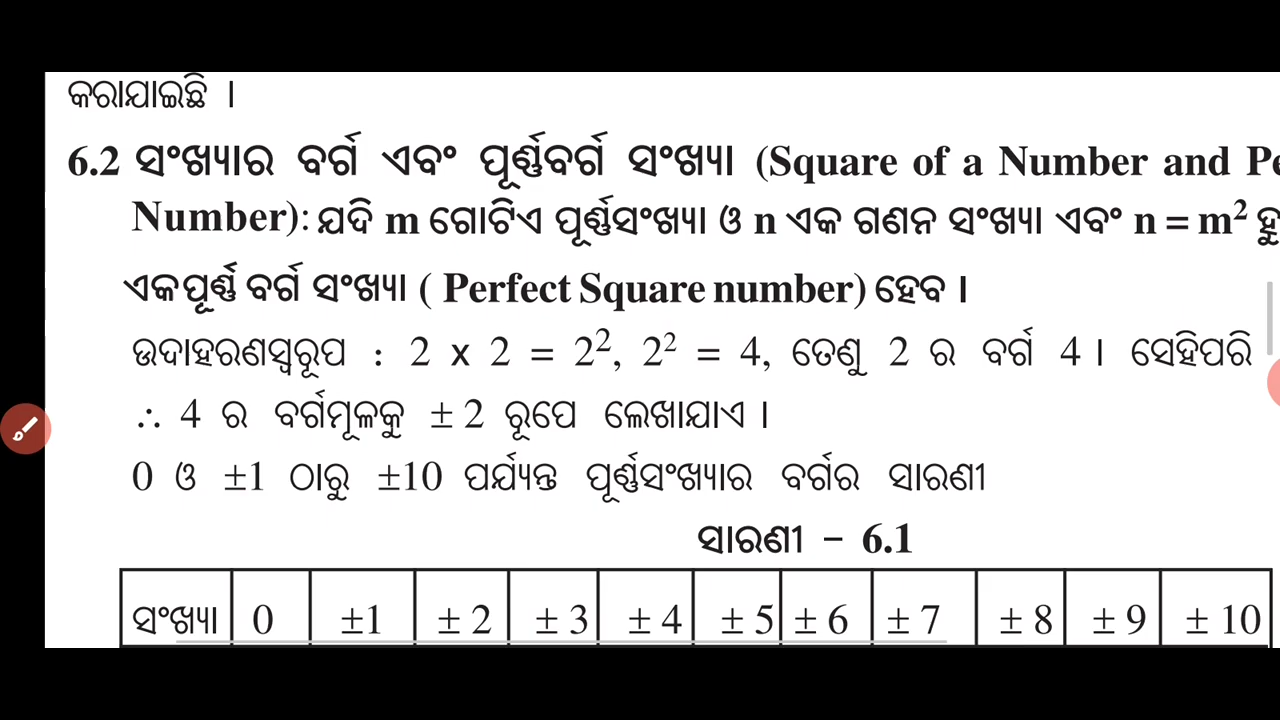 କରାଯାଇଛି ।
6.2 ସଂଖ୍ୟାର ବର୍ଗ ଏବଂ ପୂର୍ଣ୍ଣବର୍ଗ ସଂଖ୍ୟା (Square of a Number and
Number): ଯଦି m ଗୋଟିଏ ପୂର୍ଣ୍ଣସଂଖ୍ୟା ଓ n ଏକ ଗଣନ ସଂଖ୍ୟା ଏବଂ n = m²
ଏକ ପୂର୍ଣ୍ଣ ବର୍ଗ ସଂଖ୍ୟା ( Perfect Square number) ହେବ ।
ଉଦାହରଣସ୍ୱରୂପ : 2 x 2 = 2², 2² = 4, ତେଣୁ 2 ର ବର୍ଗ 4 । ସେହିପରି
∴ 4 ର ବର୍ଗମୂଳକୁ ± 2 ରୂପେ ଲେଖାଯାଏ ।
0 ଓ ±1 ଠାରୁ ±10 ପର୍ଯ୍ୟନ୍ତ ପୂର୍ଣ୍ଣସଂଖ୍ୟାର ବର୍ଗର ସାରଣୀ
ସାରଣୀ – 6.1
ସଂଖ୍ୟା 0 ±1 ± 2 ± 3 ± 4 ± 5 ± 6 ± 7 ± 8 ± 9 ± 10